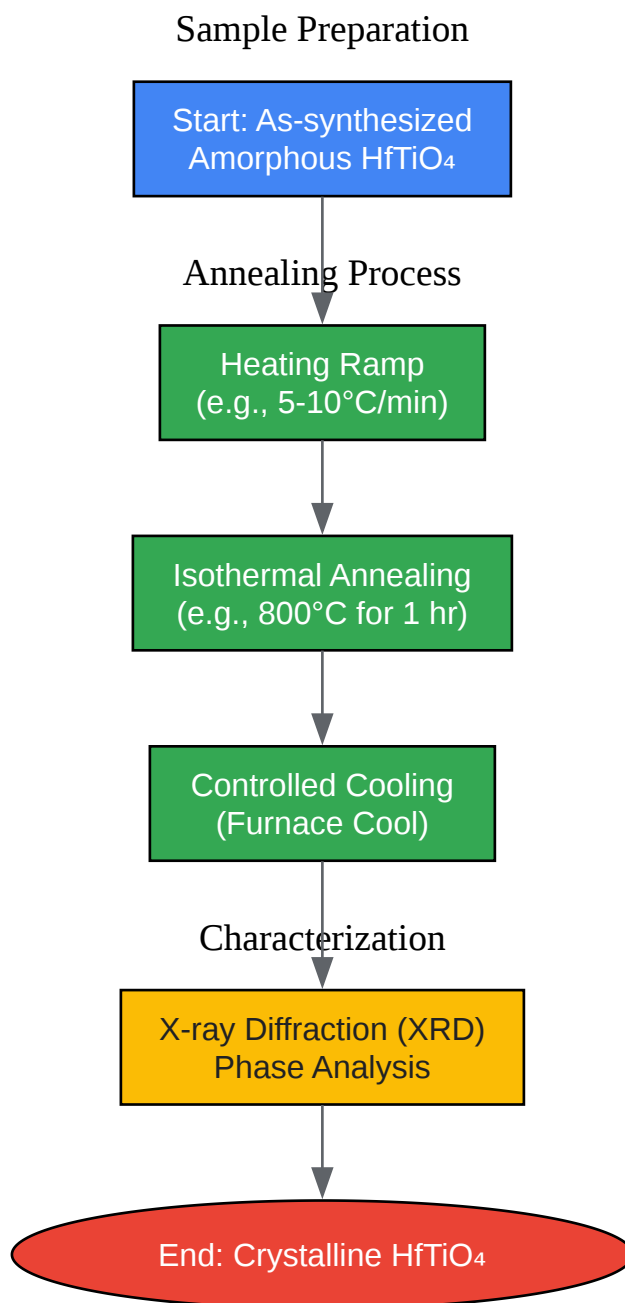 Sample Preparation
Start: As-synthesized
Amorphous HfTiO₄
Annealing Process
Heating Ramp
(e.g., 5-10°C/min)
Isothermal Annealing
(e.g., 800°C for 1 hr)
Controlled Cooling
(Furnace Cool)
Characterization
X-ray Diffraction (XRD)
Phase Analysis
End: Crystalline HfTiO₄